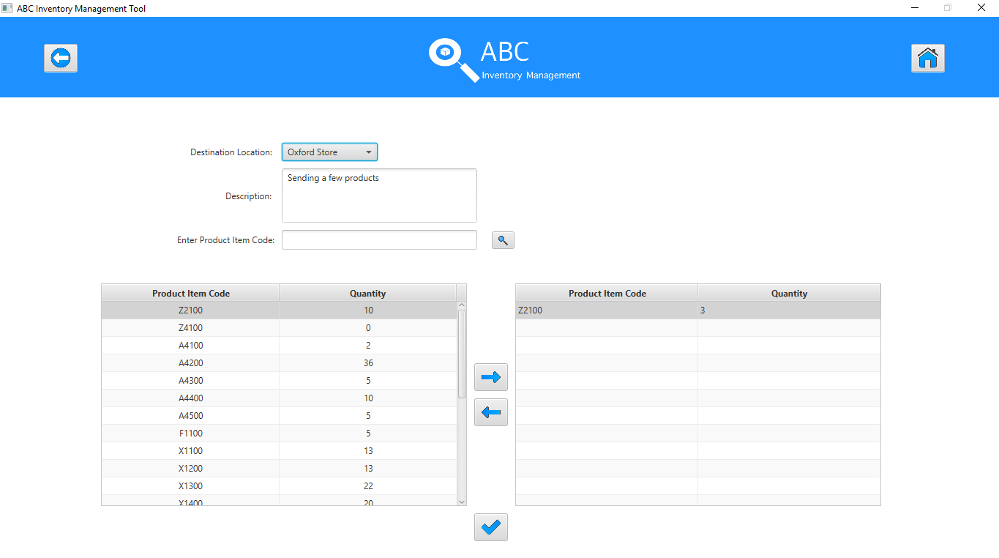 ABC Inventory Management Tool
ABC
Inventory Management
Destination Location: Oxford Store
Description: Sending a few products
Enter Product Item Code:
Product Item Code Quantity
Z2100 10
Z4100 0
A4100 2
A4200 36
A4300 5
A4400 10
A4500 5
F1100 5
X1100 13
X1200 13
X1300 22
X1400 20
Product Item Code Quantity
Z2100 3